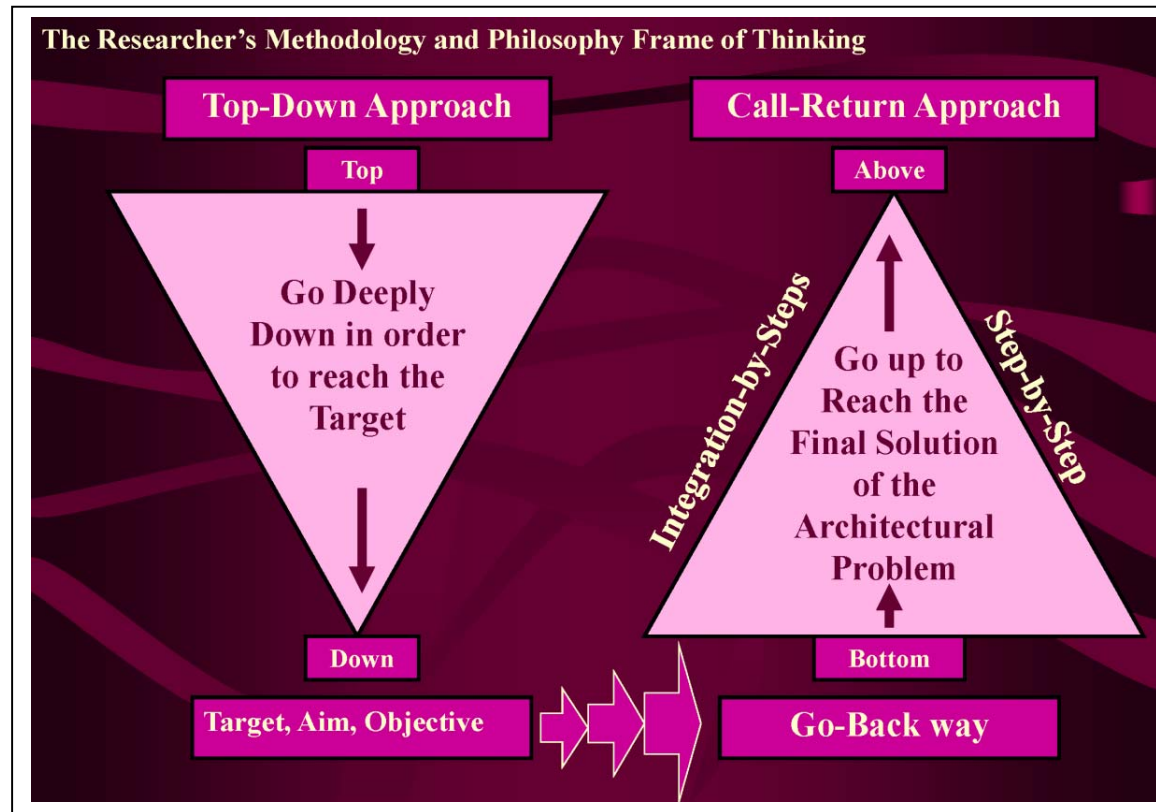 The Researcher's Methodology and Philosophy Frame of Thinking
Top-Down Approach
Top
Go Deeply
Down in order
to reach the
Target
Down
Target, Aim, Objective
Call-Return Approach
Above
Integration-by-Steps
Step-by-Step
Go up to
Reach the
Final Solution
of the
Architectural
Problem
Bottom
Go-Back way